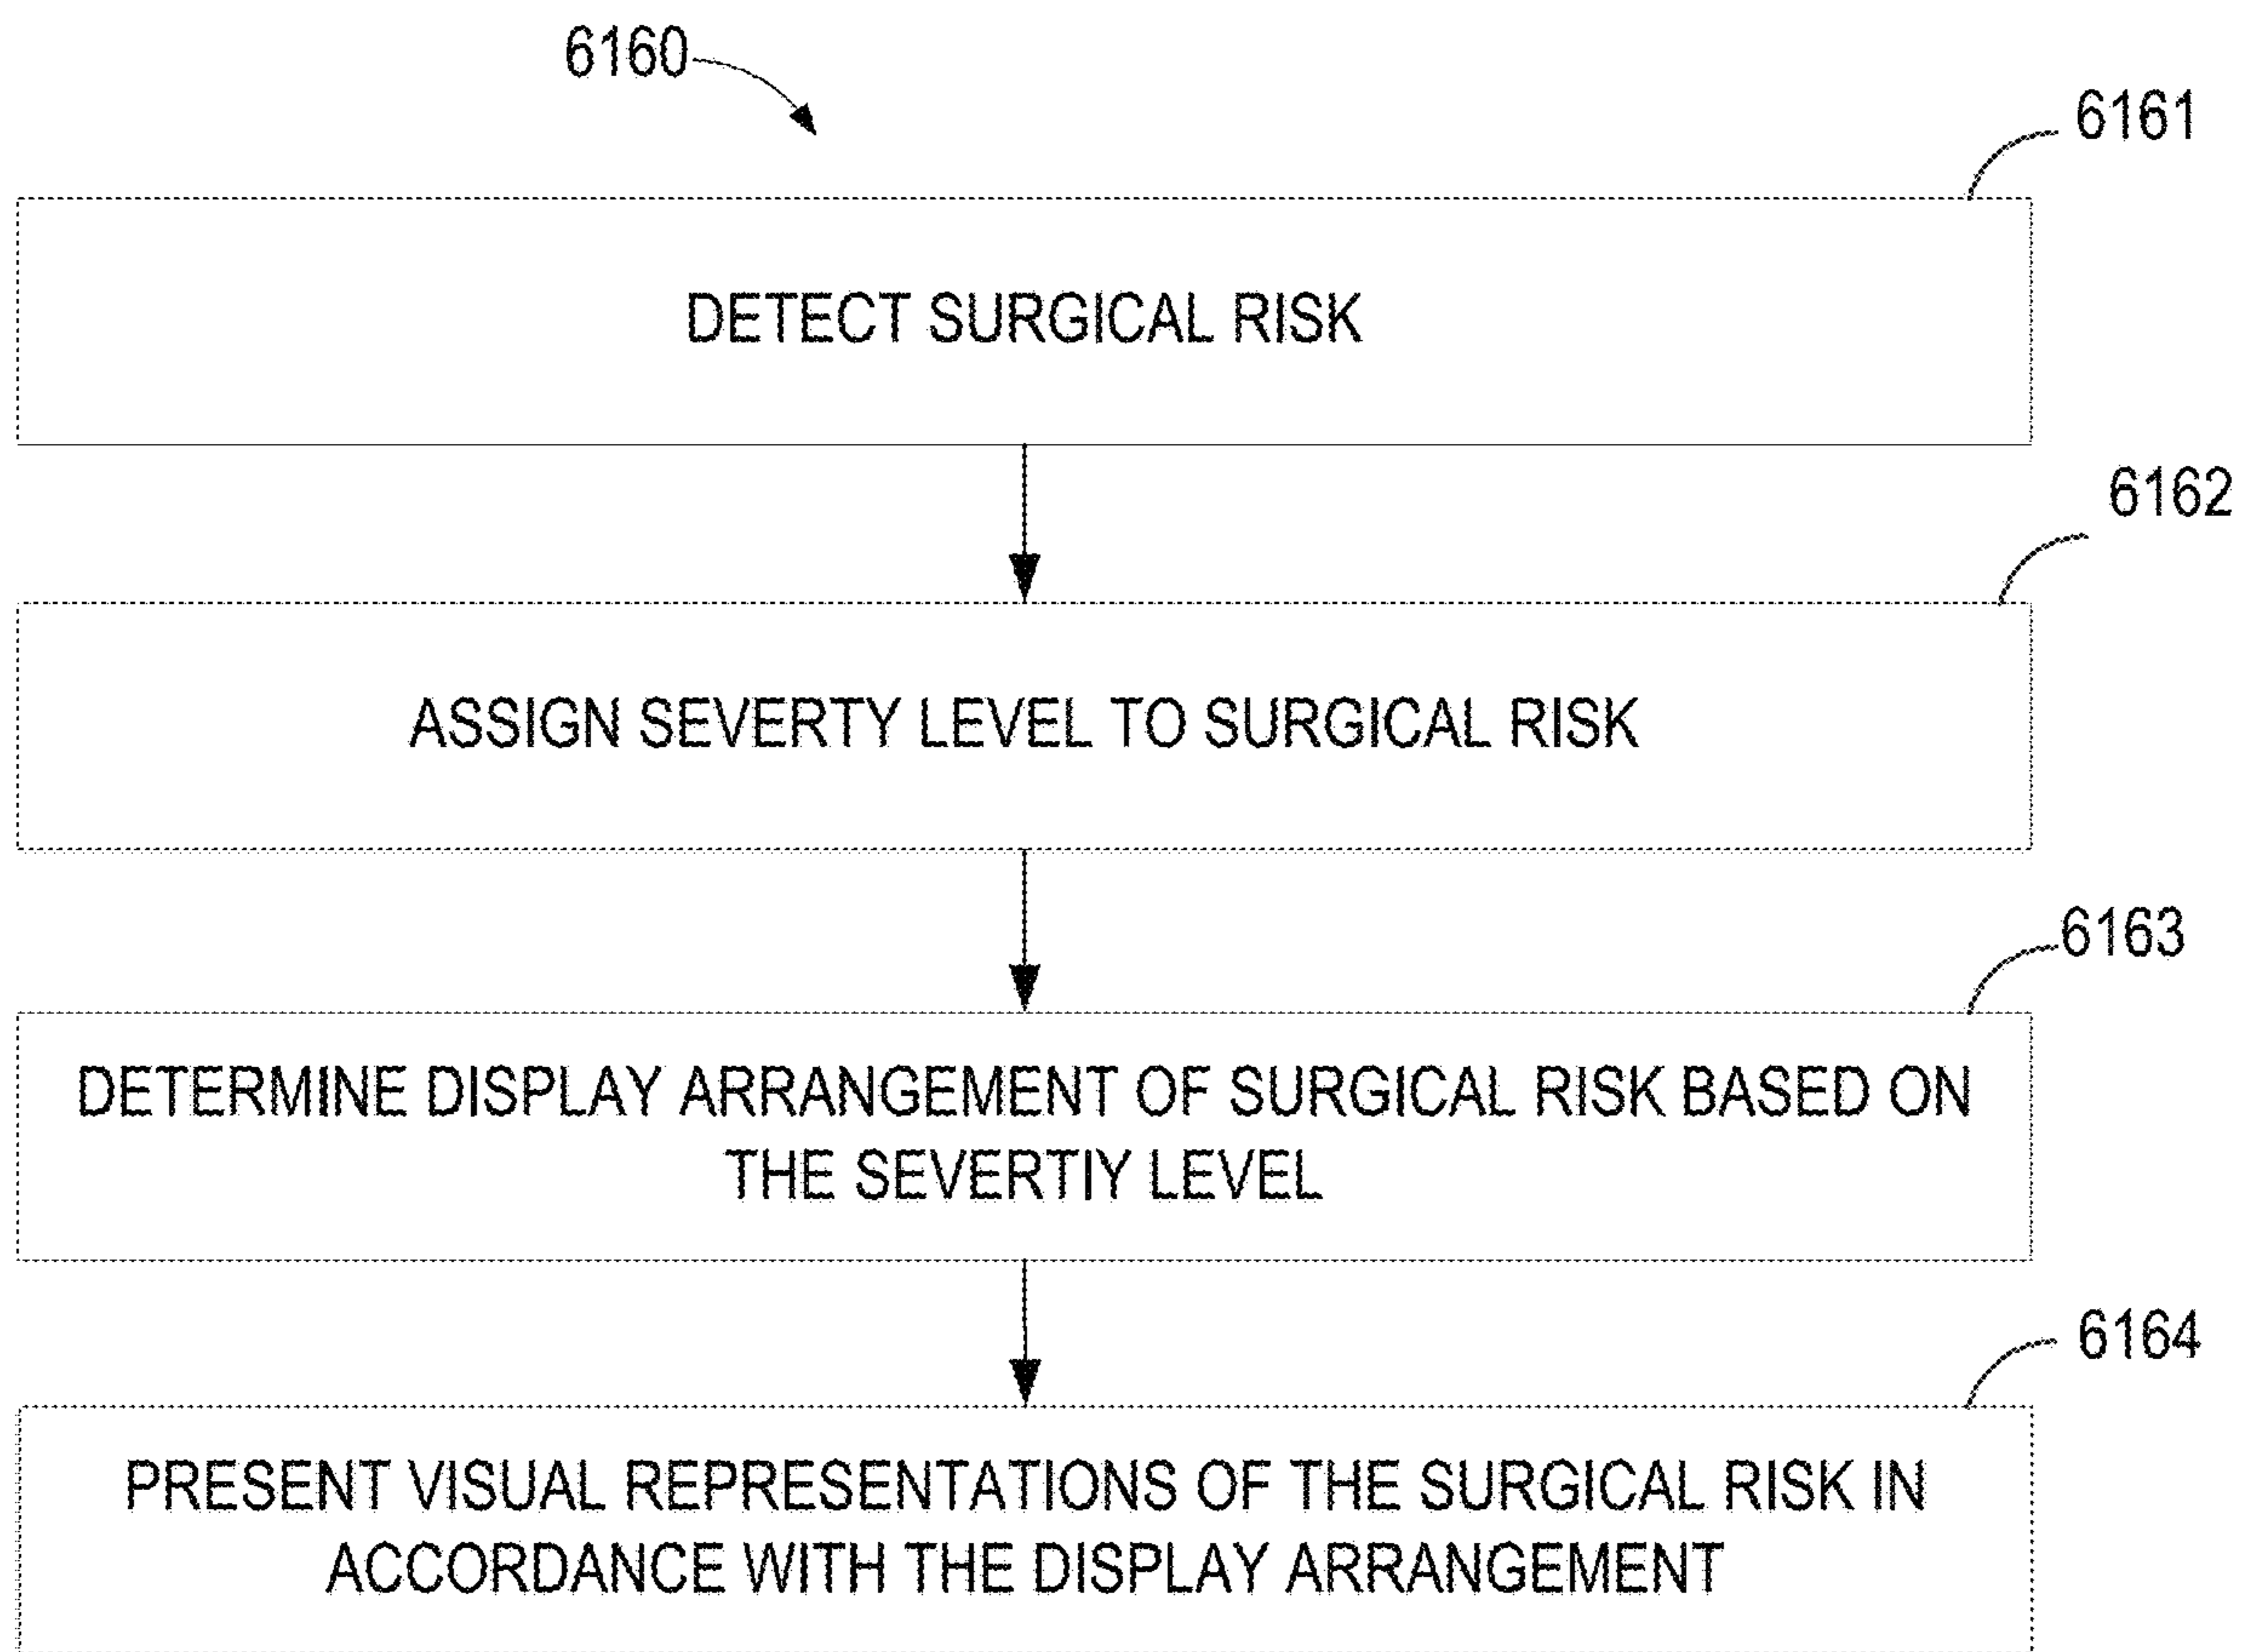 6160
6161
DETECT SURGICAL RISK
6162
ASSIGN SEVERTY LEVEL TO SURGICAL RISK
6163
DETERMINE DISPLAY ARRANGEMENT OF SURGICAL RISK BASED ON
THE SEVERTIY LEVEL
6164
PRESENT VISUAL REPRESENTATIONS OF THE SURGICAL RISK IN
ACCORDANCE WITH THE DISPLAY ARRANGEMENT